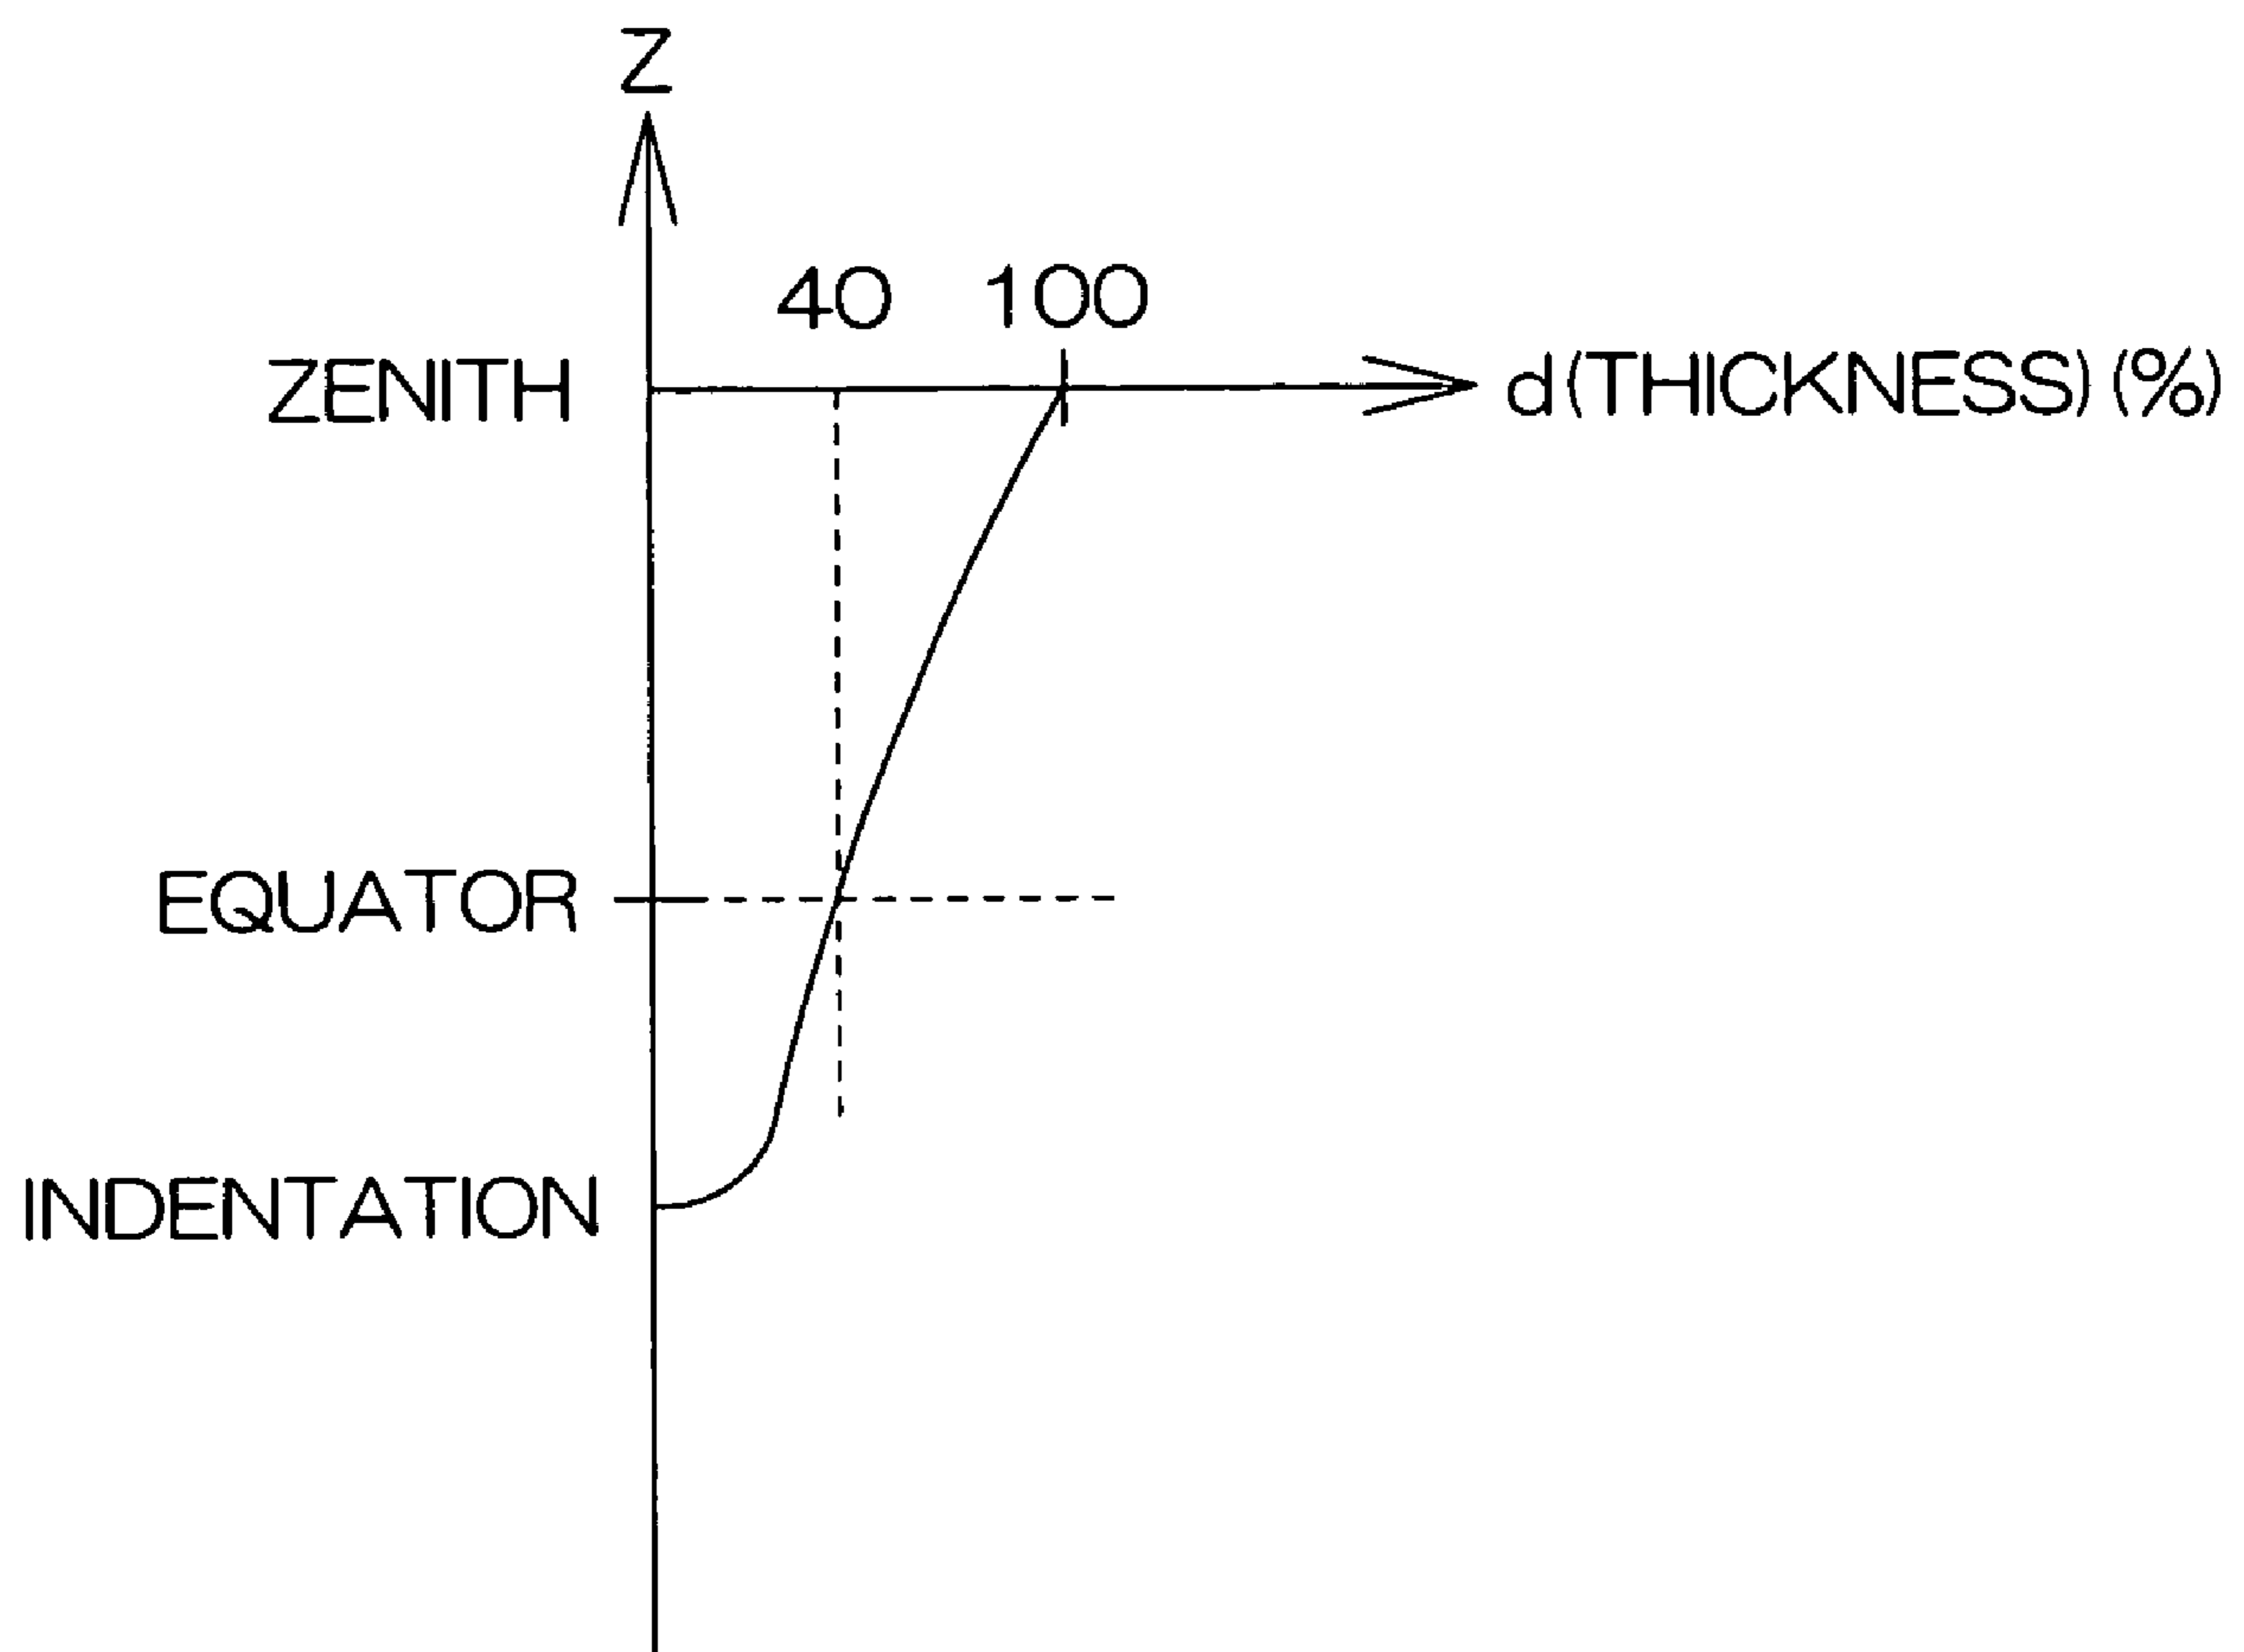 Z
40 100
ZENITH d(THICKNESS)(%)
EQUATOR
INDENTATION